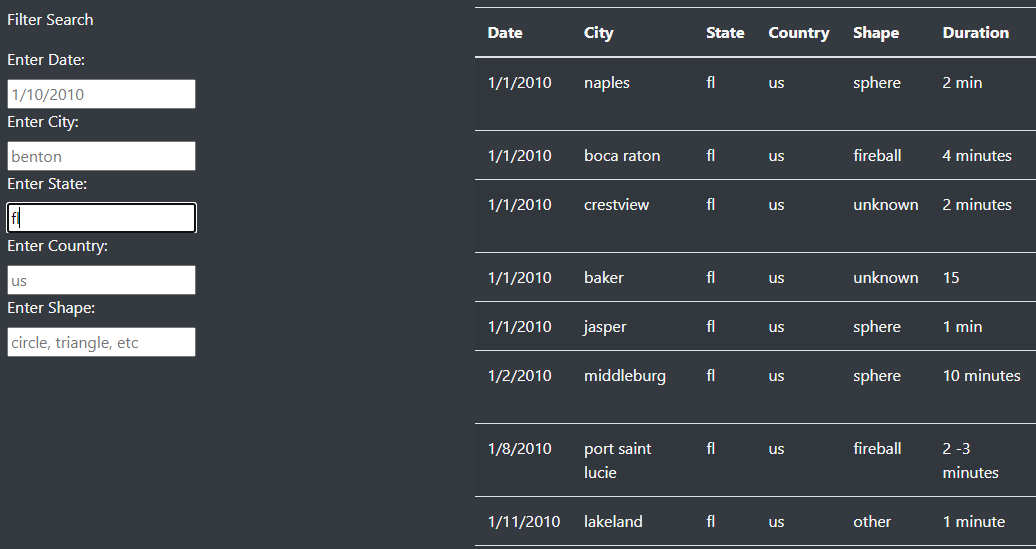 Filter Search
Enter Date:
1/10/2010
Enter City:
benton
Enter State:
fl
Enter Country:
us
Enter Shape:
circle, triangle, etc
Date City State Country Shape Duration
1/1/2010 naples fl us sphere 2 min
1/1/2010 boca raton fl us fireball 4 minutes
1/1/2010 crestview fl us unknown 2 minutes
1/1/2010 baker fl us unknown 15
1/1/2010 jasper fl us sphere 1 min
1/2/2010 middleburg fl us sphere 10 minutes
1/8/2010 port saint fl us fireball 2 -3
lucie minutes
1/11/2010 lakeland fl us other 1 minute